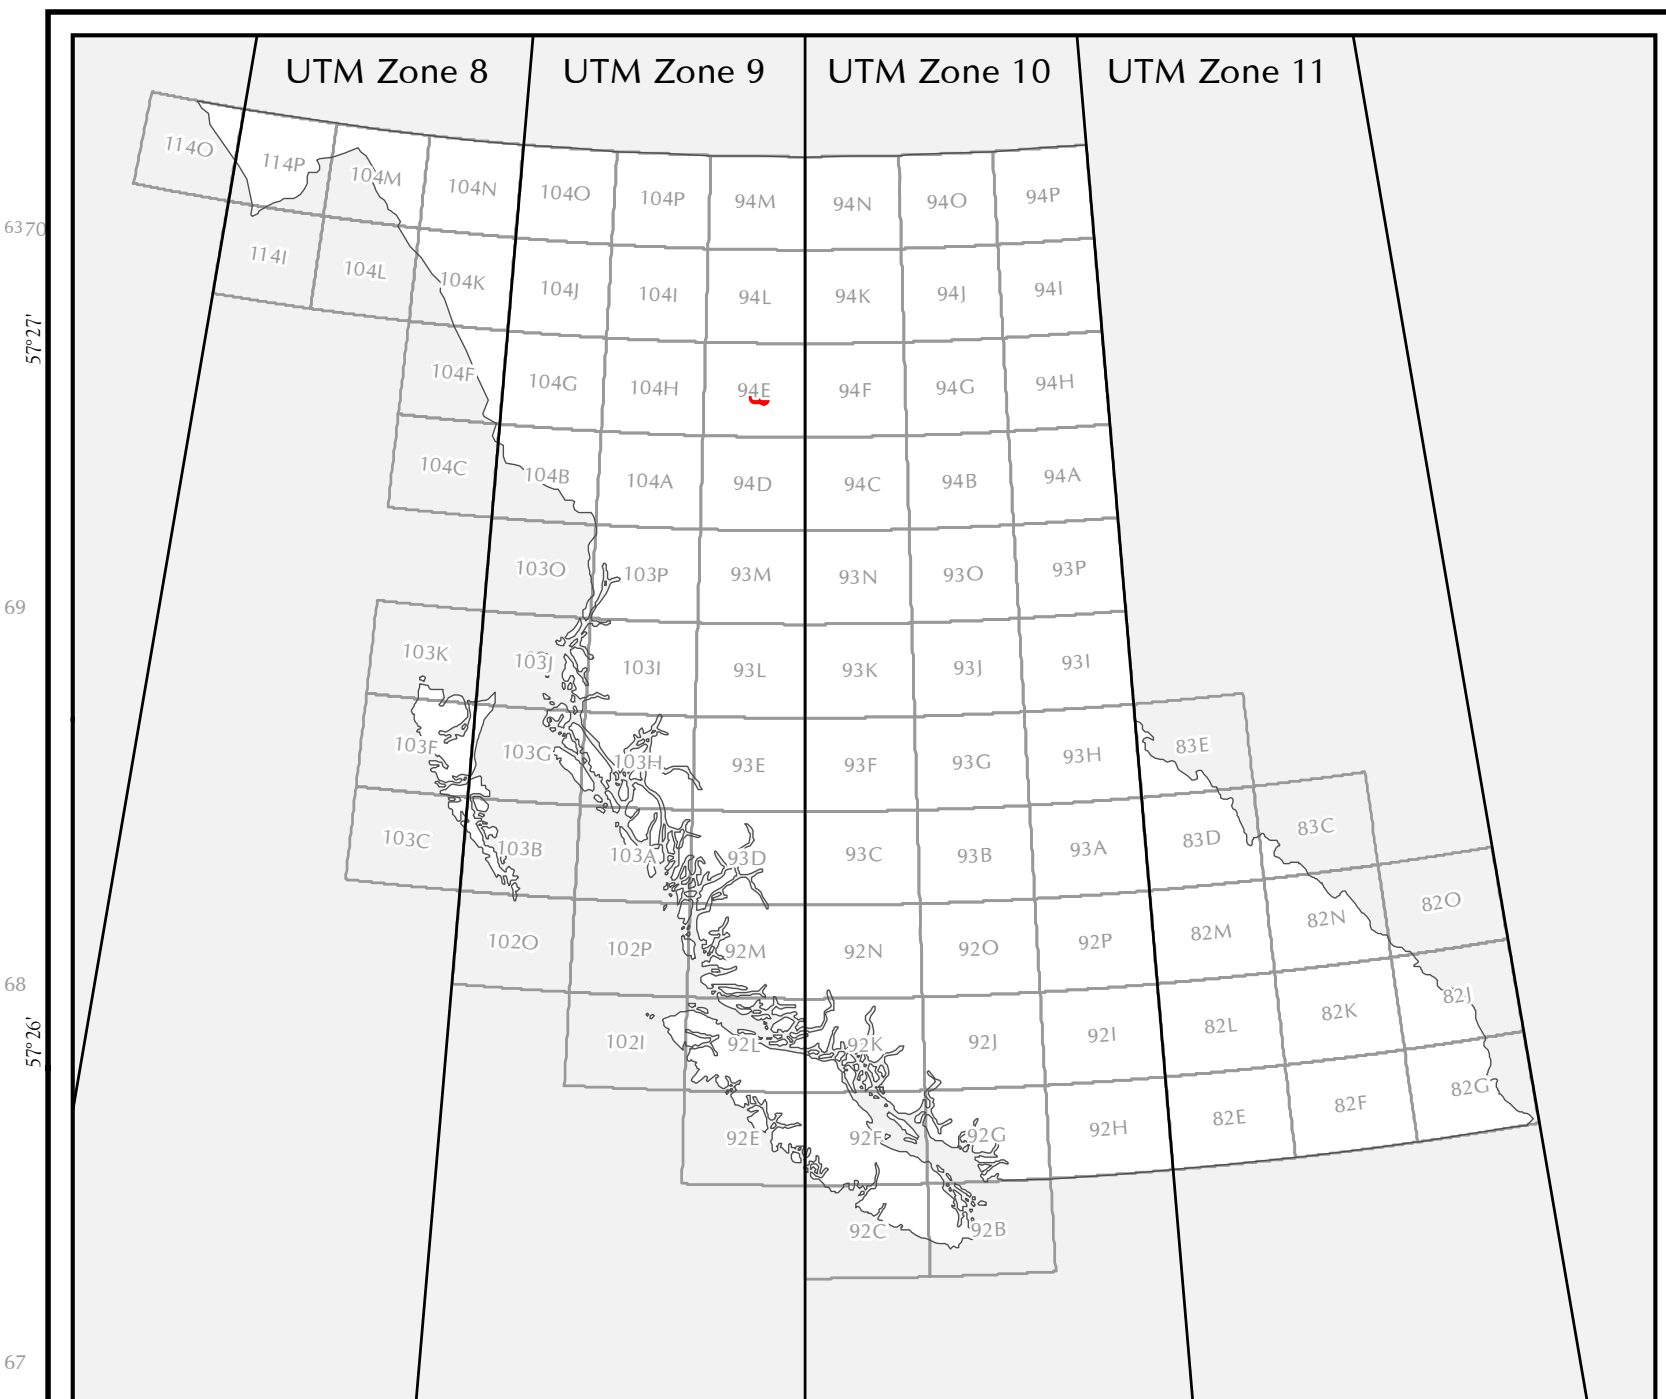 UTM Zone 8 UTM Zone 9 UTM Zone 10 UTM Zone 11
114O 114P 104M 104N 104O 104P 94M 94N 94O 94P
6370
114I 104L 104K 104J 104I 94L 94K 94J 94I
57°27'
104F 104G 104H 94E 94F 94G 94H
104C 104B 104A 94D 94C 94B 94A
103O 103P 93M 93N 93O 93P
69
103K 103J 103I 93L 93K 93J 93I
103F 103G 103H 93E 93F 93G 93H 83E
103C 103B 103A 93D 93C 93B 93A 83D 83C
102O 102P 92M 92N 92O 92P 82M 82N 82O
68
57°26'
102I 92L 92K 92J 92I 82L 82K 82J
92E 92F 92G 92H 82E 82F 82G
92C 92B
67